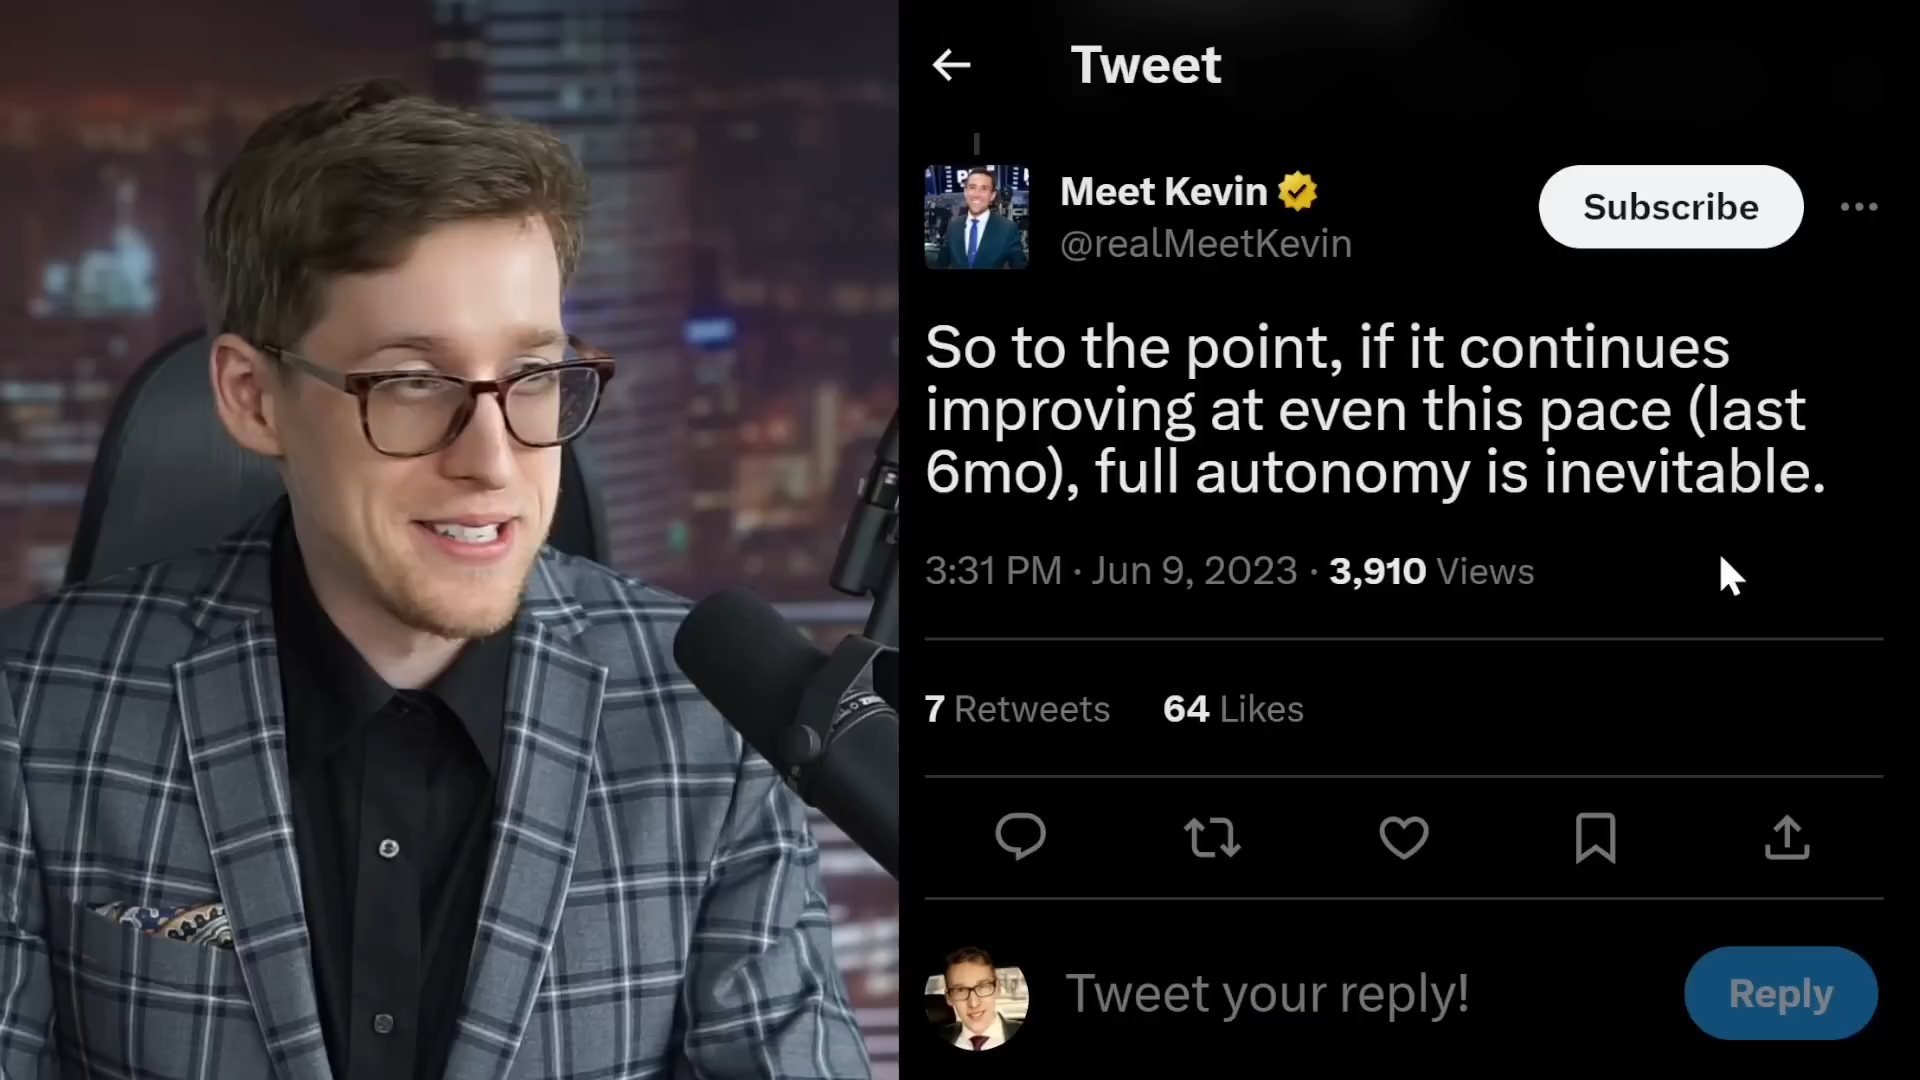 Tweet
Meet Kevin
@realMeetKevin
Subscribe
So to the point, if it continues
improving at even this pace (last
6mo), full autonomy is inevitable.
3:31 PM · Jun 9, 2023 · 3,910 Views
7 Retweets 64 Likes
Tweet your reply!
Reply